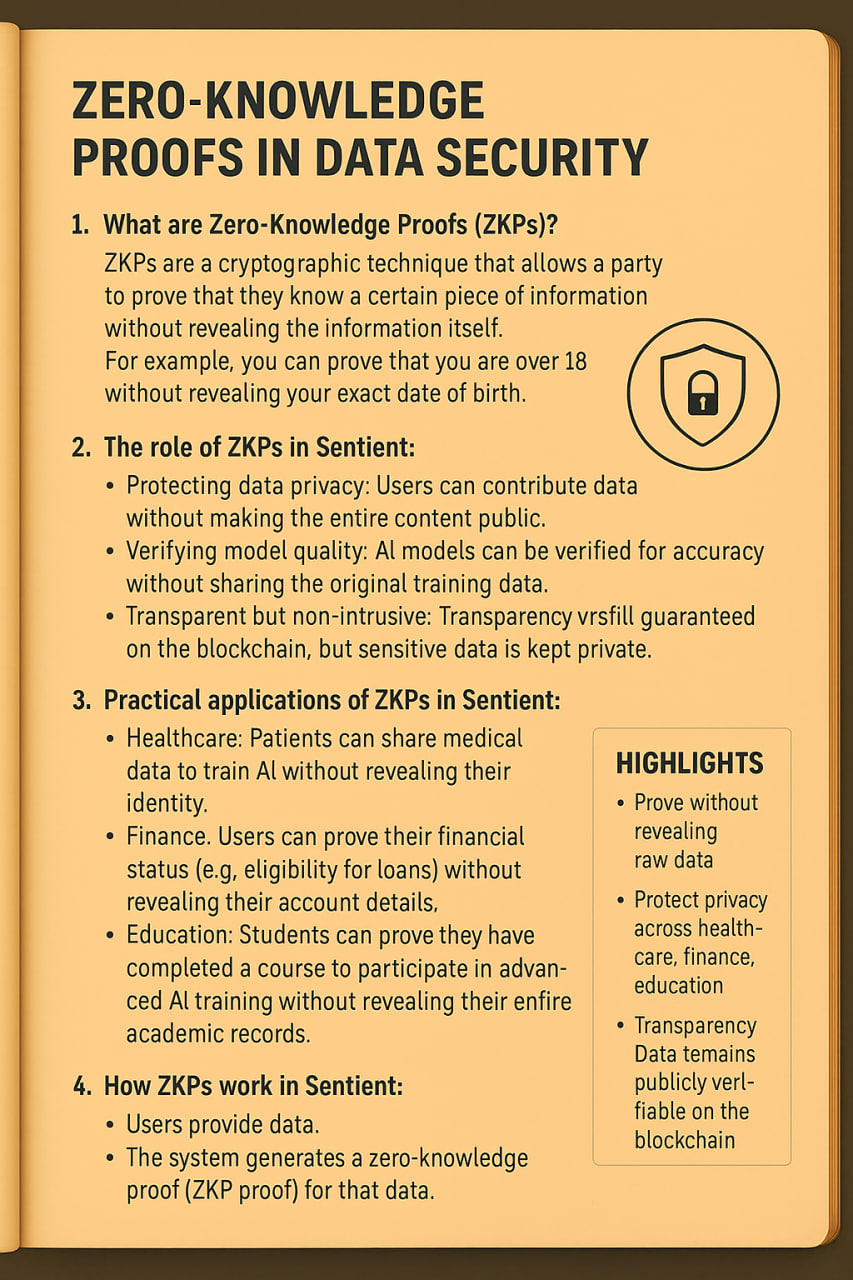 ZERO-KNOWLEDGE
PROOFS IN DATA SECURITY
1. What are Zero-Knowledge Proofs (ZKPs)?
ZKPs are a cryptographic technique that allows a party
to prove that they know a certain piece of information
without revealing the information itself.
For example, you can prove that you are over 18
without revealing your exact date of birth.
2. The role of ZKPs in Sentient:
• Protecting data privacy: Users can contribute data
without making the entire content public.
• Verifying model quality: Al models can be verified for accuracy
without sharing the original training data.
• Transparent but non-intrusive: Transparency vrsfill guaranteed
on the blockchain, but sensitive data is kept private.
3. Practical applications of ZKPs in Sentient:
• Healthcare: Patients can share medical
data to train Al without revealing their
identity.
• Finance. Users can prove their financial
status (e.g, eligibility for loans) without
revealing their account details,
• Education: Students can prove they have
completed a course to participate in advan-
ced Al training without revealing their enfire
academic records.
4. How ZKPs work in Sentient:
• Users provide data.
• The system generates a zero-knowledge
proof (ZKP proof) for that data.
HIGHLIGHTS
• Prove without
revealing
raw data
• Protect privacy
across health-
care, finance,
education
• Transparency
Data temains
publicly verl-
fiable on the
blockchain